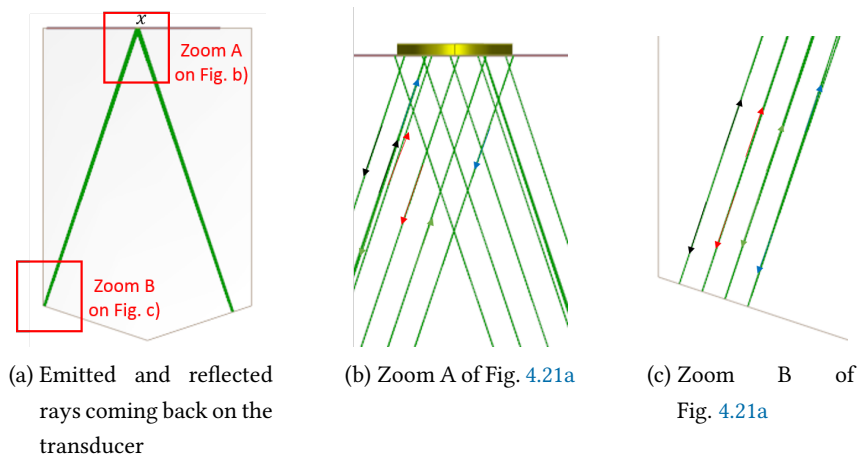 x
Zoom A
on Fig. b)
Zoom B
on Fig. c)
(a) Emitted and reflected
rays coming back on the
transducer
(b) Zoom A of Fig. 4.21a
(c) Zoom B of
Fig. 4.21a